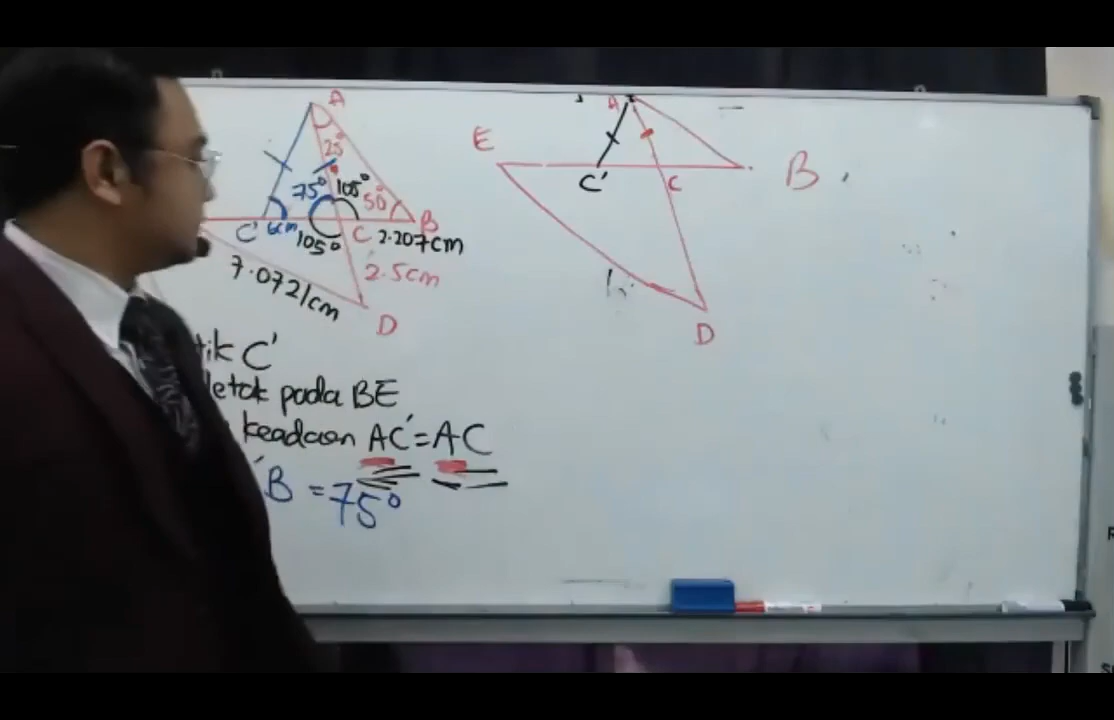 A
25°
75° 105° 50°
C' 6cm C B
105° 2.207cm
7.0721cm 2.5cm
D
tik C'
letak pada BE
keadaan AC'=AC
'B = 75°
E A
C' C B
D